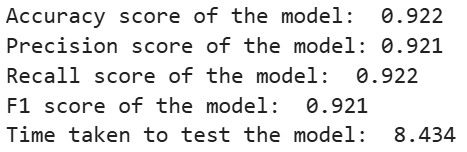 Accuracy score of the model:  0.922
Precision score of the model: 0.921
Recall score of the model:  0.922
F1 score of the model:  0.921
Time taken to test the model:  8.434